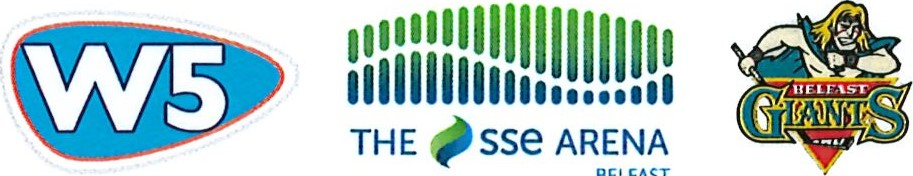 W5
THE sse ARENA
BELFAST
BELFAST
GIANTS